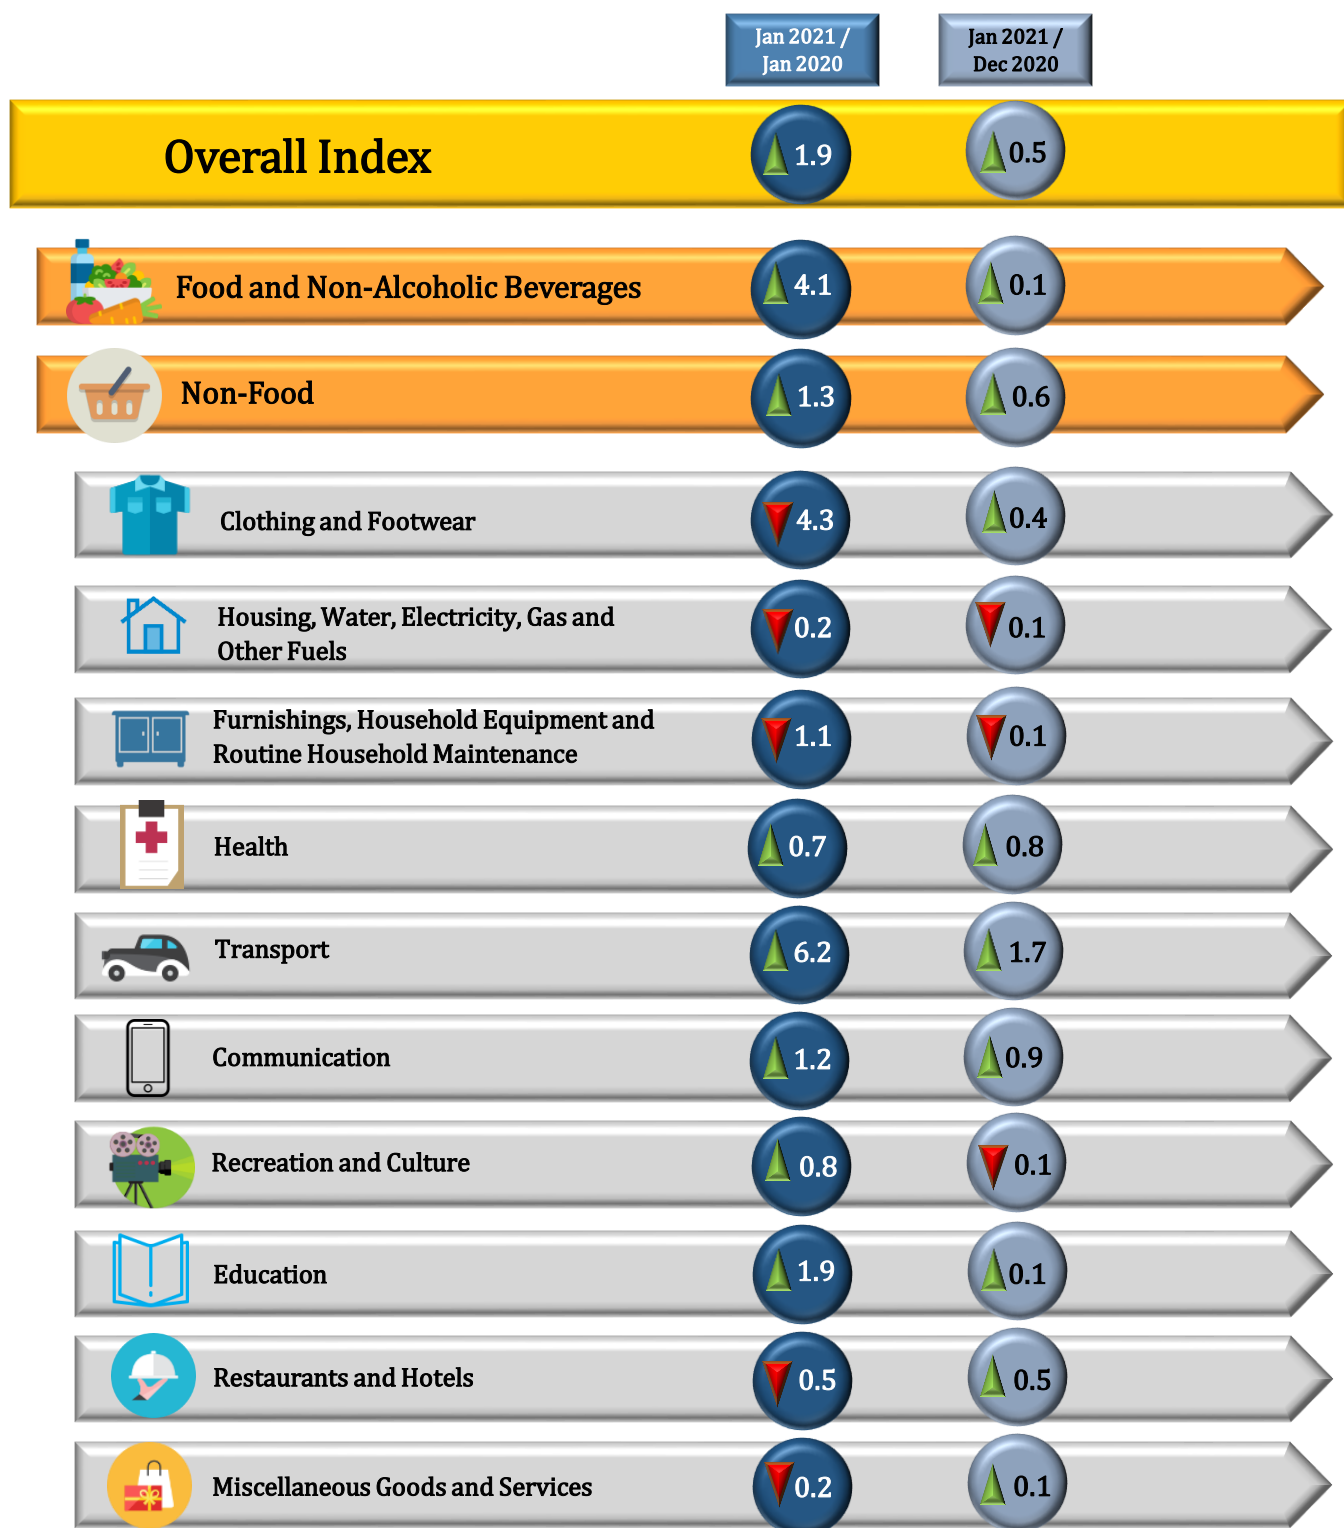 Jan 2021 /
Jan 2020
Jan 2021 /
Dec 2020
Overall Index
▲ 1.9
▲ 0.5
Food and Non-Alcoholic Beverages
▲ 4.1
▲ 0.1
Non-Food
▲ 1.3
▲ 0.6
Clothing and Footwear
▼ 4.3
▲ 0.4
Housing, Water, Electricity, Gas and
Other Fuels
▼ 0.2
▼ 0.1
Furnishings, Household Equipment and
Routine Household Maintenance
▼ 1.1
▼ 0.1
Health
▲ 0.7
▲ 0.8
Transport
▲ 6.2
▲ 1.7
Communication
▲ 1.2
▲ 0.9
Recreation and Culture
▲ 0.8
▼ 0.1
Education
▲ 1.9
▲ 0.1
Restaurants and Hotels
▼ 0.5
▲ 0.5
Miscellaneous Goods and Services
▼ 0.2
▲ 0.1